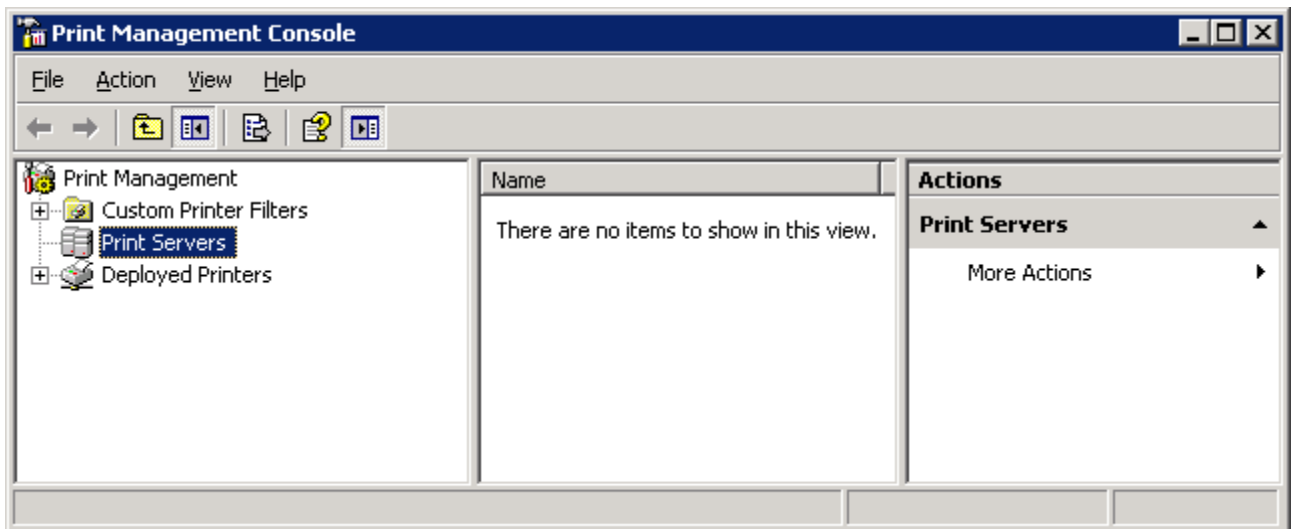 Print Management Console
File Action View Help
Print Management
Custom Printer Filters
Print Servers
Deployed Printers
Name
There are no items to show in this view.
Actions
Print Servers
More Actions